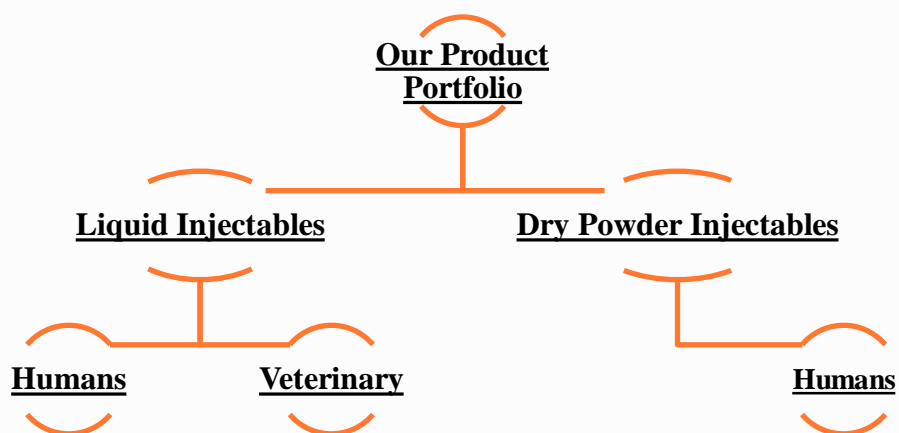 Our Product
Portfolio
Liquid Injectables
Dry Powder Injectables
Humans
Veterinary
Humans